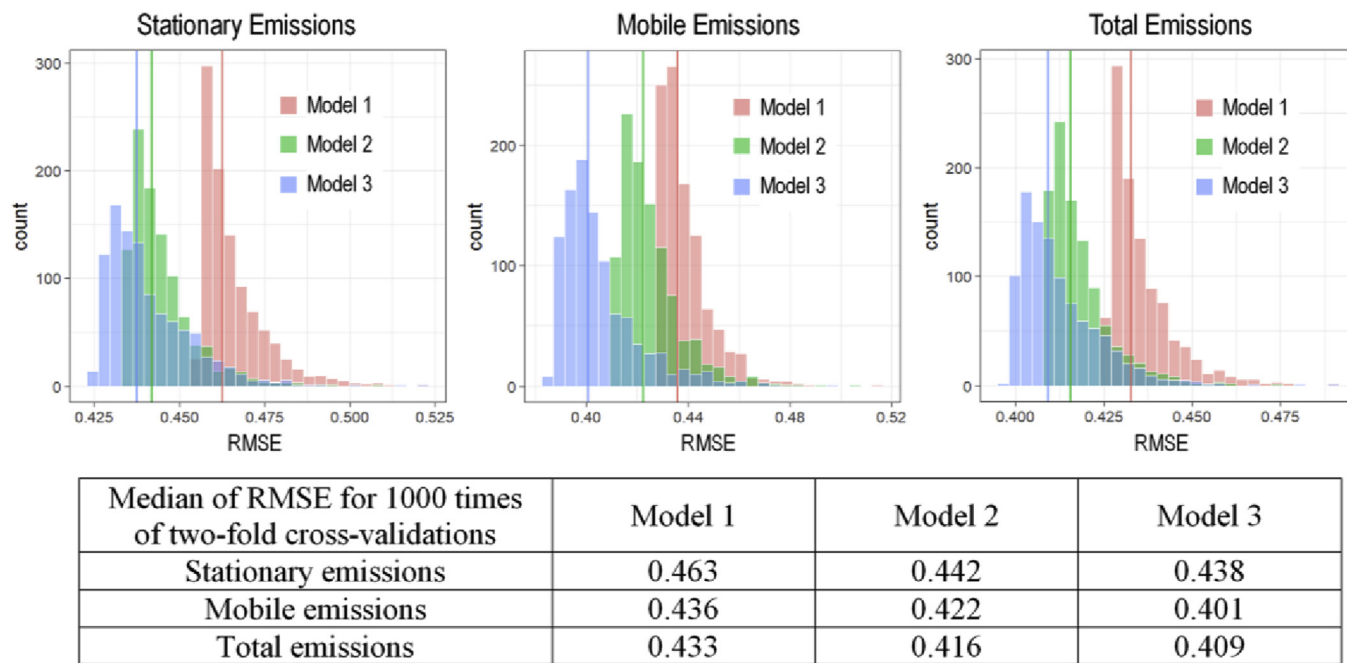 Stationary Emissions
300
200
100
0
count
Model 1
Model 2
Model 3
0.425 0.450 0.475 0.500 0.525
RMSE
Mobile Emissions
200
100
0
count
Model 1
Model 2
Model 3
0.40 0.44 0.48 0.52
RMSE
Total Emissions
300
200
100
0
count
Model 1
Model 2
Model 3
0.400 0.425 0.450 0.475
RMSE
Median of RMSE for 1000 times
of two-fold cross-validations
Model 1 Model 2 Model 3
Stationary emissions 0.463 0.442 0.438
Mobile emissions 0.436 0.422 0.401
Total emissions 0.433 0.416 0.409